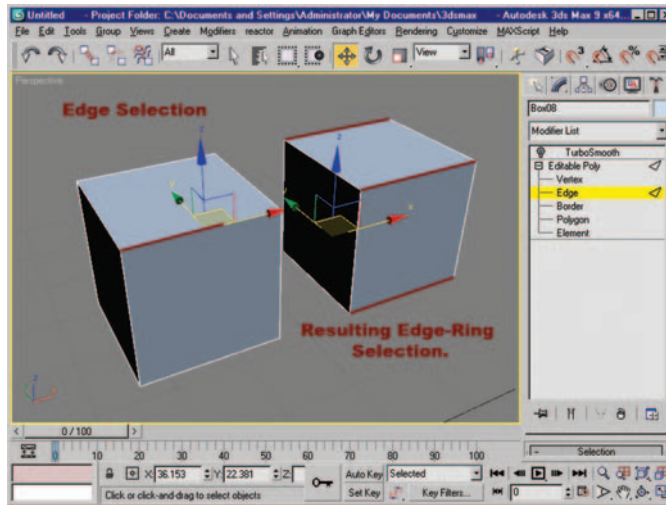 Untitled - Project Folder: C:\Documents and Settings\Administrator\My Documents\3dsmax - Autodesk 3ds Max 9 x64...
File Edit Tools Group Views Create Modifiers reactor Animation Graph Editors Rendering Customize MAXScript Help
All View
Perspective
Edge Selection
Resulting Edge-Ring
Selection.
Box08
Modifier List
TurboSmooth
Editable Poly
Vertex
Edge
Border
Polygon
Element
Selection
0 / 100
0 10 20 30 40 50 60 70 80 90 100
X: 36.153 Y: 22.381 Z:
Auto Key Selected
Click or click-and-drag to select objects
Set Key Key Filters... 0